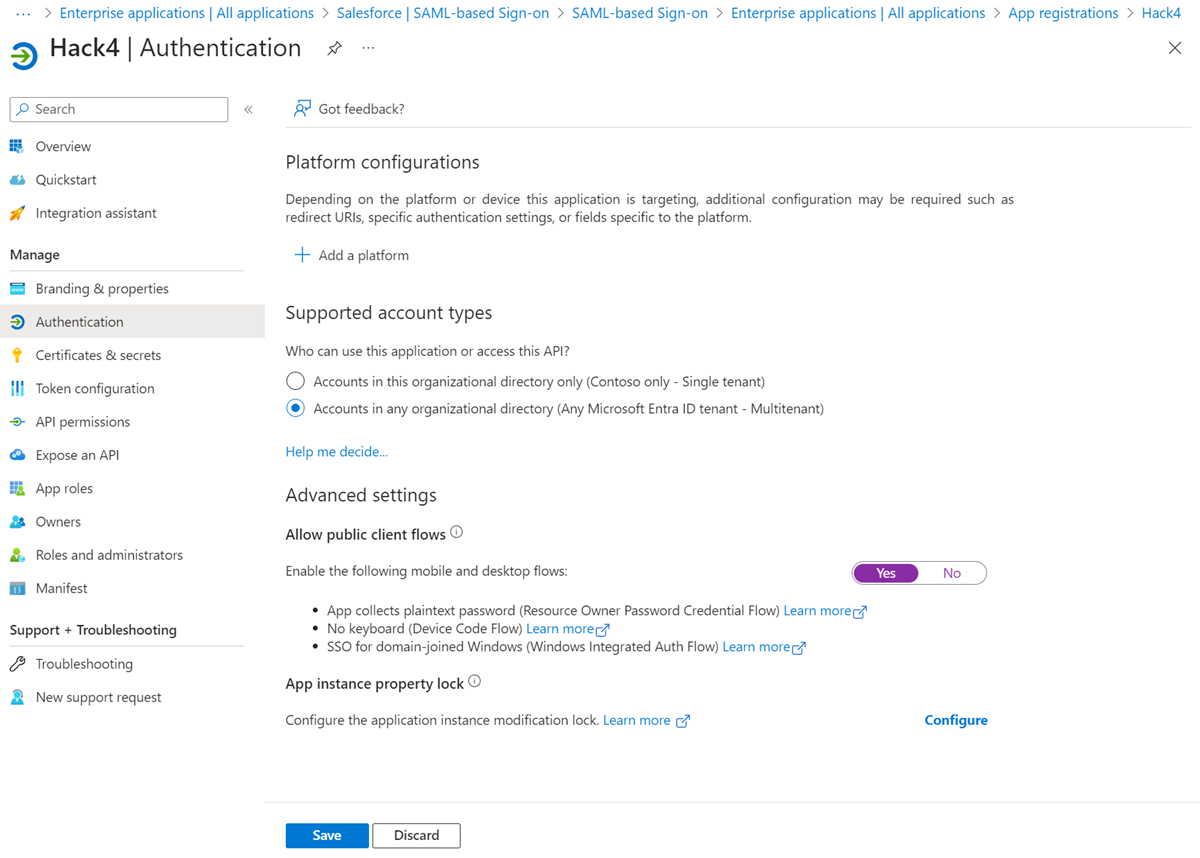 ··· > Enterprise applications | All applications > Salesforce | SAML-based Sign-on > SAML-based Sign-on > Enterprise applications | All applications > App registrations > Hack4
Hack4 | Authentication ···
Search
Got feedback?
Overview
Quickstart
Integration assistant
Manage
Branding & properties
Authentication
Certificates & secrets
Token configuration
API permissions
Expose an API
App roles
Owners
Roles and administrators
Manifest
Support + Troubleshooting
Troubleshooting
New support request
Platform configurations
Depending on the platform or device this application is targeting, additional configuration may be required such as
redirect URIs, specific authentication settings, or fields specific to the platform.
Add a platform
Supported account types
Who can use this application or access this API?
Accounts in this organizational directory only (Contoso only - Single tenant)
Accounts in any organizational directory (Any Microsoft Entra ID tenant - Multitenant)
Help me decide...
Advanced settings
Allow public client flows
Enable the following mobile and desktop flows: Yes No
• App collects plaintext password (Resource Owner Password Credential Flow) Learn more
• No keyboard (Device Code Flow) Learn more
• SSO for domain-joined Windows (Windows Integrated Auth Flow) Learn more
App instance property lock
Configure the application instance modification lock. Learn more Configure
Save Discard